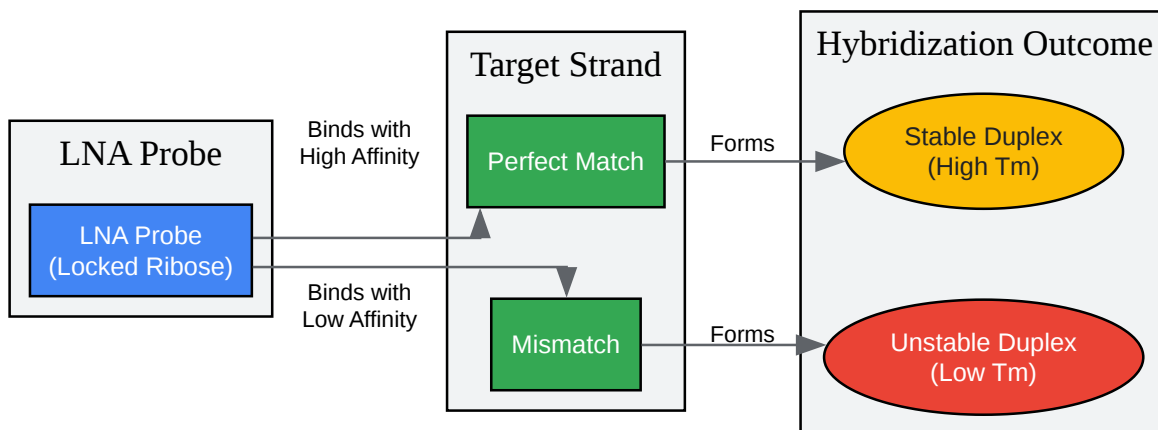 LNA Probe
LNA Probe
(Locked Ribose)
Binds with
High Affinity
Binds with
Low Affinity
Target Strand
Perfect Match
Mismatch
Forms
Forms
Hybridization Outcome
Stable Duplex
(High Tm)
Unstable Duplex
(Low Tm)